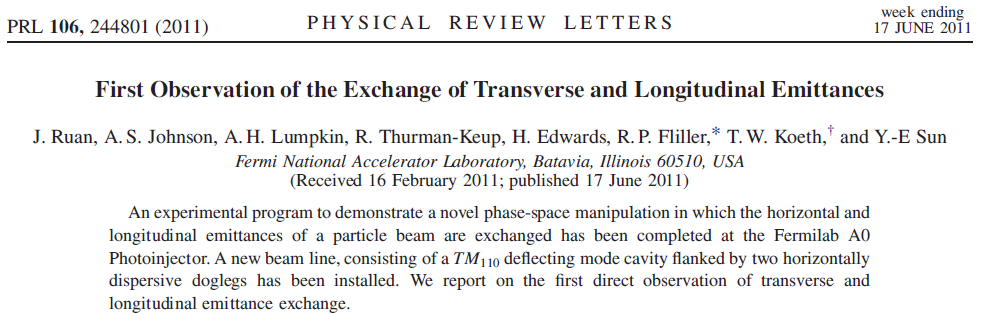 PRL 106, 244801 (2011)
PHYSICAL REVIEW LETTERS
week ending
17 JUNE 2011
First Observation of the Exchange of Transverse and Longitudinal Emittances
J. Ruan, A. S. Johnson, A. H. Lumpkin, R. Thurman-Keup, H. Edwards, R. P. Fliller,* T. W. Koeth,† and Y.-E Sun
Fermi National Accelerator Laboratory, Batavia, Illinois 60510, USA
(Received 16 February 2011; published 17 June 2011)
An experimental program to demonstrate a novel phase-space manipulation in which the horizontal and
longitudinal emittances of a particle beam are exchanged has been completed at the Fermilab A0
Photoinjector. A new beam line, consisting of a TM110 deflecting mode cavity flanked by two horizontally
dispersive doglegs has been installed. We report on the first direct observation of transverse and
longitudinal emittance exchange.